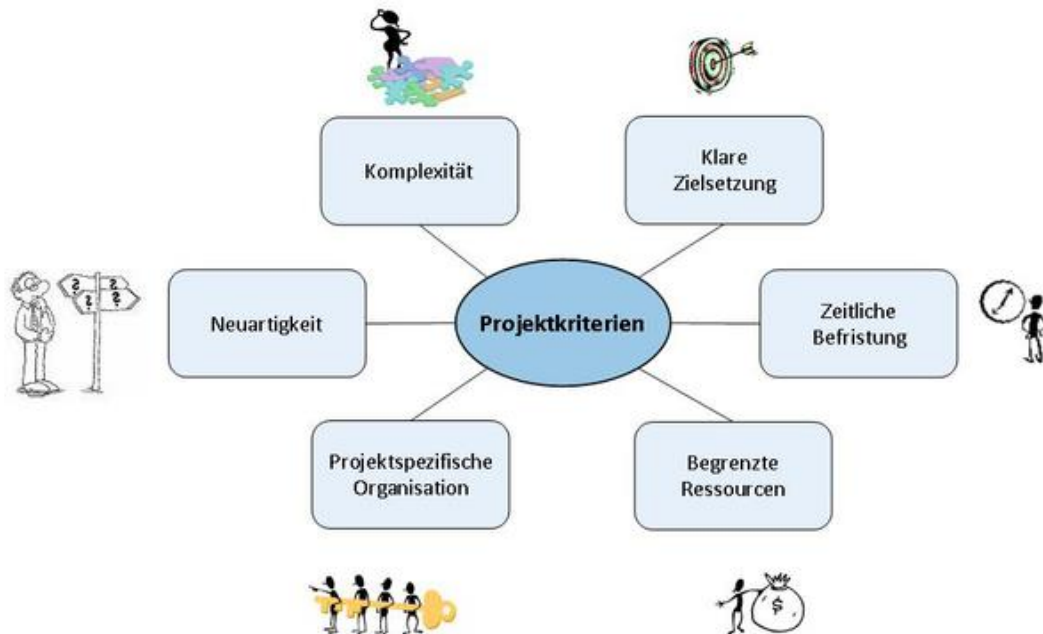 Komplexität
Klare
Zielsetzung
Neuartigkeit
Projektkriterien
Zeitliche
Befristung
Projektspezifische
Organisation
Begrenzte
Ressourcen
? ?
? ?
$